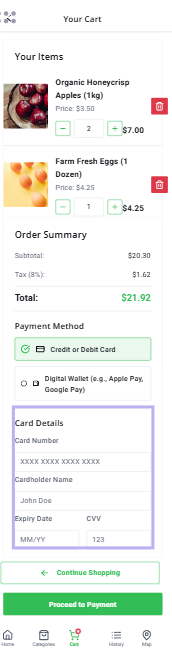 Your Cart
Your Items
Organic Honeycrisp
Apples (1kg)
Price: $3.50
− 2 + $7.00
Farm Fresh Eggs (1
Dozen)
Price: $4.25
− 1 + $4.25
Order Summary
Subtotal: $20.30
Tax (8%): $1.62
Total: $21.92
Payment Method
Credit or Debit Card
Digital Wallet (e.g., Apple Pay,
Google Pay)
Card Details
Card Number
XXXX XXXX XXXX XXXX
Cardholder Name
John Doe
Expiry Date CVV
MM/YY 123
← Continue Shopping
Proceed to Payment
Home Categories Cart History Map